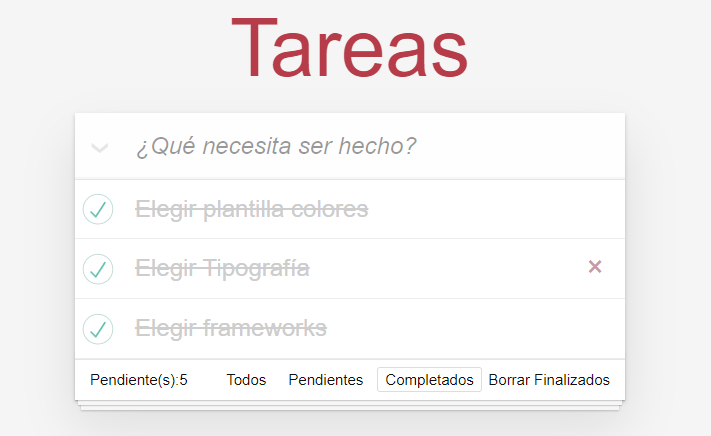 Tareas
¿Qué necesita ser hecho?
Elegir plantilla colores
Elegir Tipografía
Elegir frameworks
Pendiente(s):5 Todos Pendientes Completados Borrar Finalizados